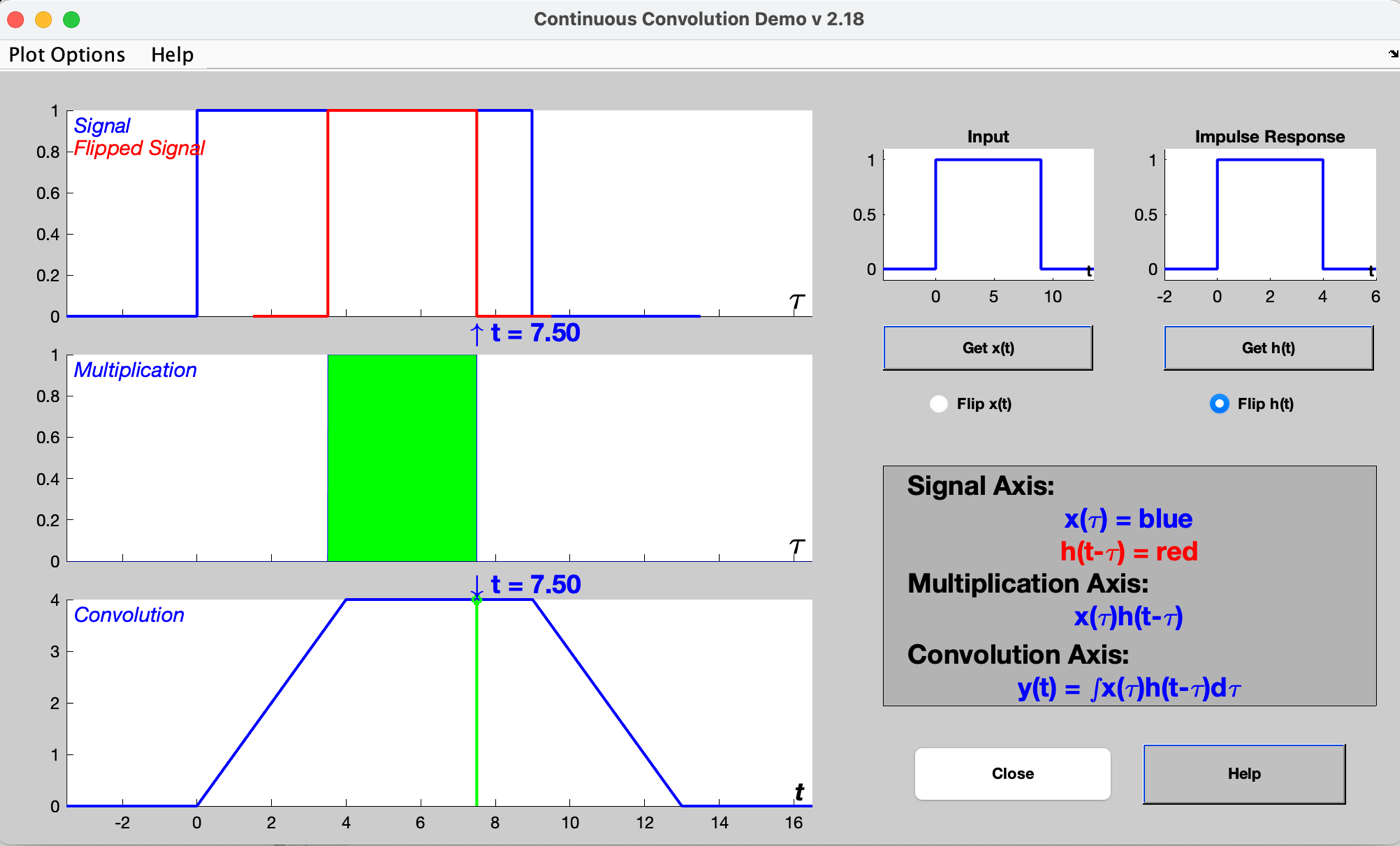 Continuous Convolution Demo v 2.18
Plot Options Help
1
Signal
0.8
Flipped Signal
0.6
0.4
0.2
0
τ
↑ t = 7.50
1
Multiplication
0.8
0.6
0.4
0.2
0
τ
↓ t = 7.50
4
Convolution
3
2
1
0
t
-2 0 2 4 6 8 10 12 14 16
Input
1
0.5
0
t
0 5 10
Impulse Response
1
0.5
0
t
-2 0 2 4 6
Get x(t)
Get h(t)
Flip x(t)
Flip h(t)
Signal Axis:
x(τ) = blue
h(t-τ) = red
Multiplication Axis:
x(τ)h(t-τ)
Convolution Axis:
y(t) = ∫x(τ)h(t-τ)dτ
Close
Help